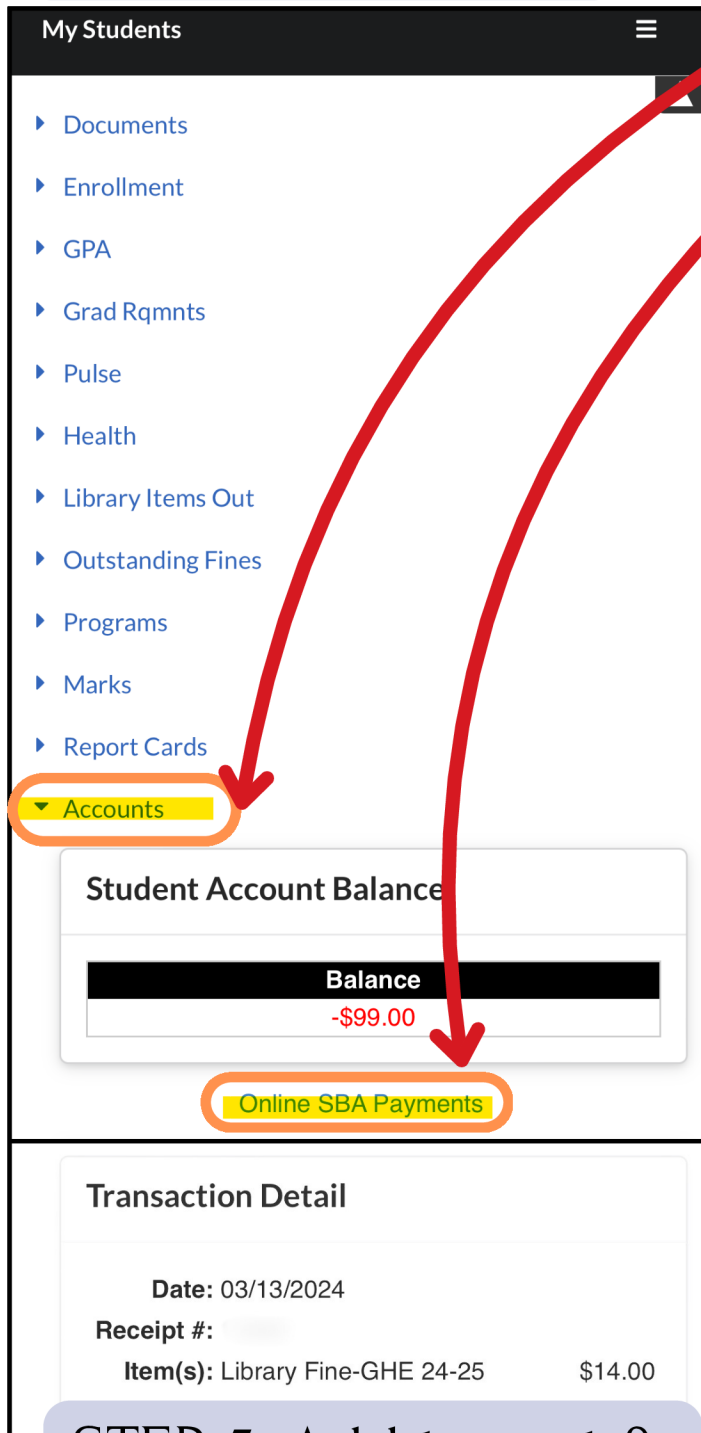 My Students
Documents
Enrollment
GPA
Grad Rqmnts
Pulse
Health
Library Items Out
Outstanding Fines
Programs
Marks
Report Cards
Accounts
Student Account Balance
Balance
-$99.00
Online SBA Payments
Transaction Detail
Date: 03/13/2024
Receipt #:
Item(s): Library Fine-GHE 24-25 $14.00